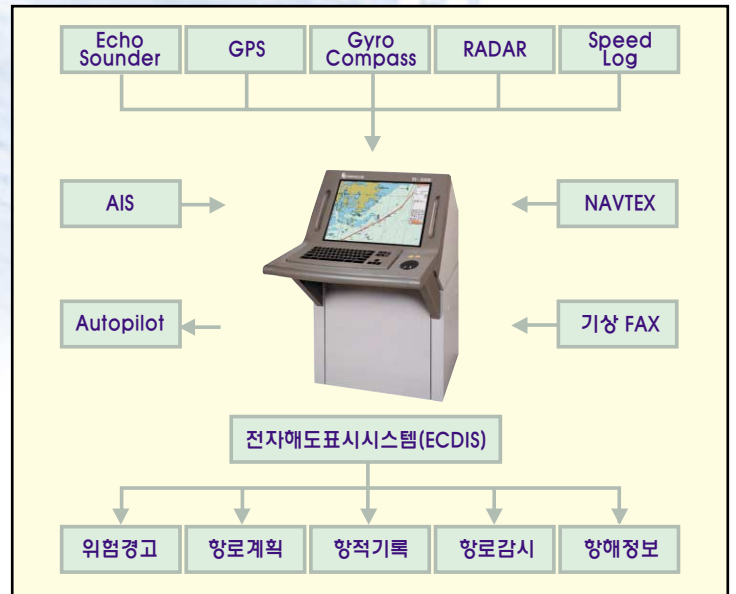 Echo
Sounder
GPS
Gyro
Compass
RADAR
Speed
Log
AIS
NAVTEX
Autopilot
기상 FAX
전자해도표시시스템(ECDIS)
위험경고
항로계획
항적기록
항로감시
항해정보